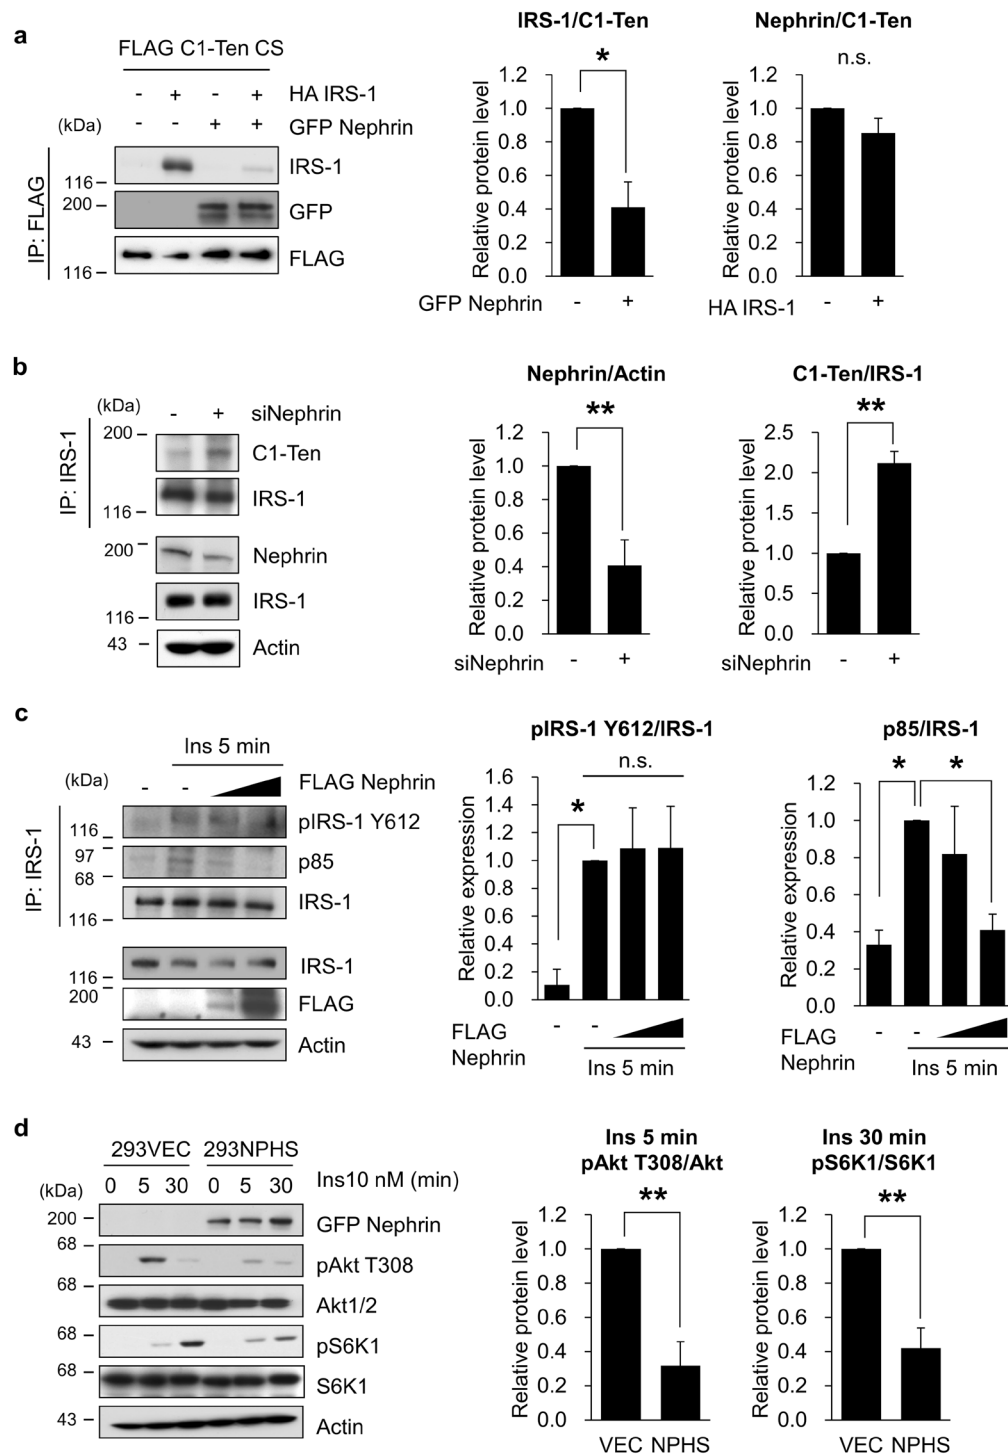 a
FLAG C1-Ten CS
- + - + HA IRS-1
(kDa) - - + + GFP Nephrin
IP: FLAG
IRS-1
116
200
GFP
FLAG
116
IRS-1/C1-Ten
*
Relative protein level
1.2
1.0
0.8
0.6
0.4
0.2
0.0
GFP Nephrin - +
Nephrin/C1-Ten
n.s.
Relative protein level
1.2
1.0
0.8
0.6
0.4
0.2
0.0
HA IRS-1 - +
b
(kDa) - + siNephrin
IP: IRS-1
200
C1-Ten
IRS-1
116
200
Nephrin
IRS-1
116
43
Actin
Nephrin/Actin
**
Relative protein level
1.2
1.0
0.8
0.6
0.4
0.2
0.0
siNephrin - +
C1-Ten/IRS-1
**
Relative protein level
2.5
2.0
1.5
1.0
0.5
0.0
siNephrin - +
c
Ins 5 min
(kDa) - - FLAG Nephrin
IP: IRS-1
pIRS-1 Y612
116
97
p85
68
IRS-1
116
IRS-1
116
200
FLAG
43
Actin
pIRS-1 Y612/IRS-1
n.s.
*
Relative expression
1.4
1.2
1.0
0.8
0.6
0.4
0.2
0.0
FLAG - -
Nephrin
Ins 5 min
p85/IRS-1
* *
Relative expression
1.2
1.0
0.8
0.6
0.4
0.2
0.0
FLAG - -
Nephrin
Ins 5 min
d
293VEC 293NPHS
(kDa) 0 5 30 0 5 30 Ins10 nM (min)
200
GFP Nephrin
68
pAkt T308
68
Akt1/2
68
pS6K1
68
S6K1
43
Actin
Ins 5 min
pAkt T308/Akt
**
Relative protein level
1.2
1.0
0.8
0.6
0.4
0.2
0.0
VEC NPHS
Ins 30 min
pS6K1/S6K1
**
Relative protein level
1.2
1.0
0.8
0.6
0.4
0.2
0.0
VEC NPHS